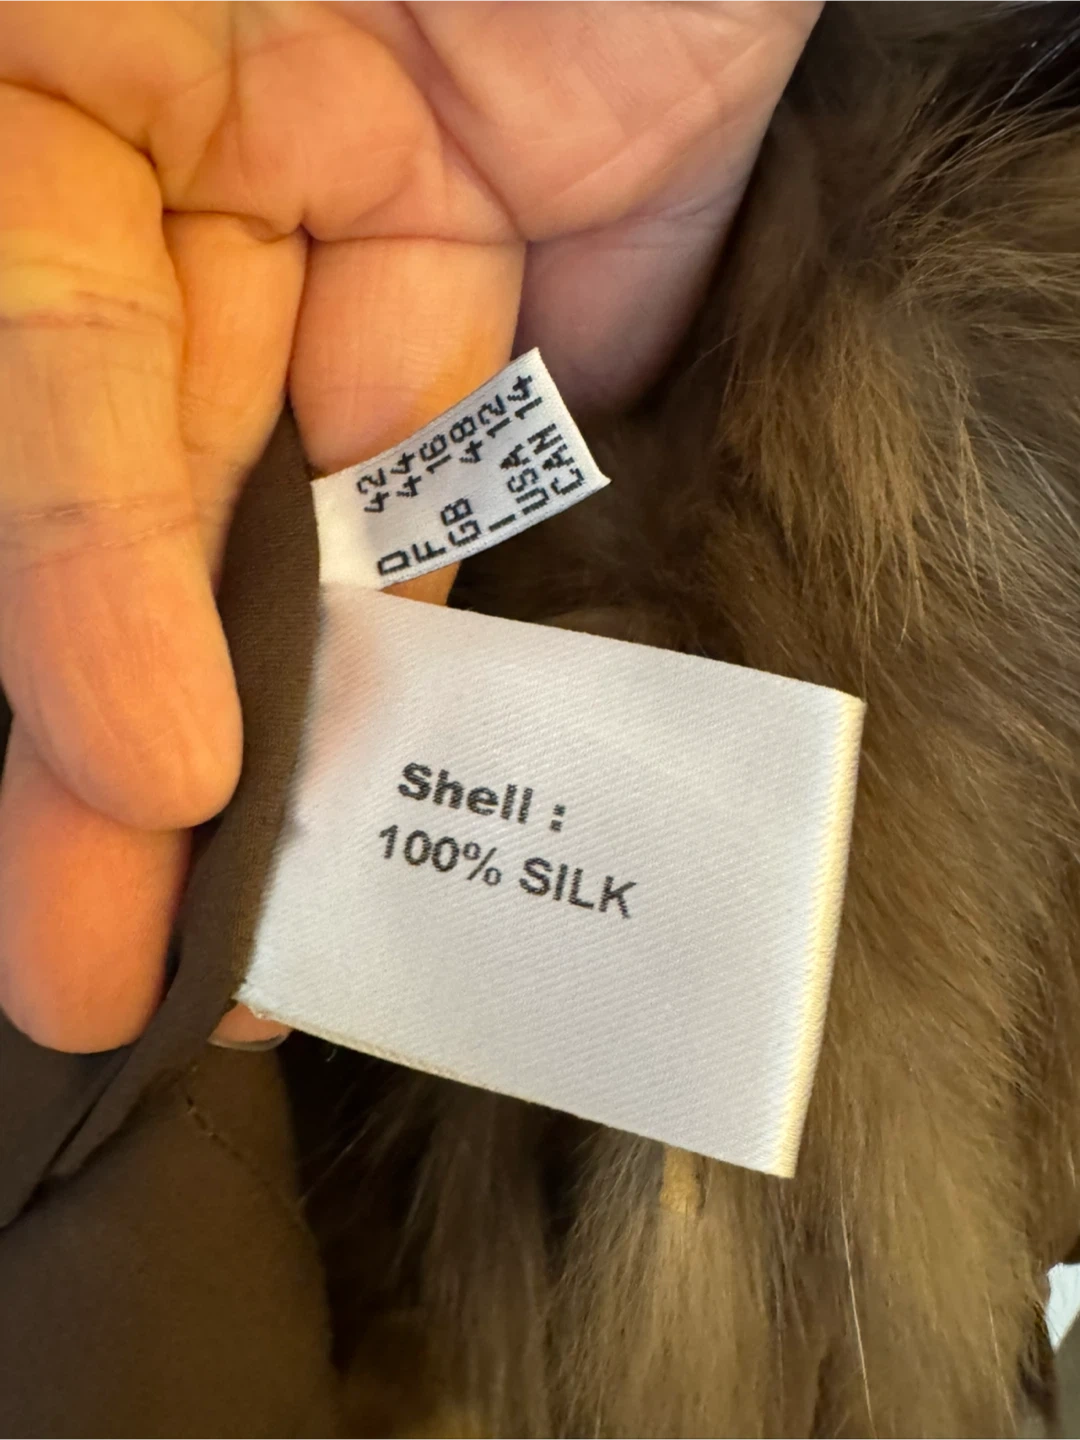 D 42
F 44
GB 16
I 48
USA 12
CAN 14
Shell :
100% SILK